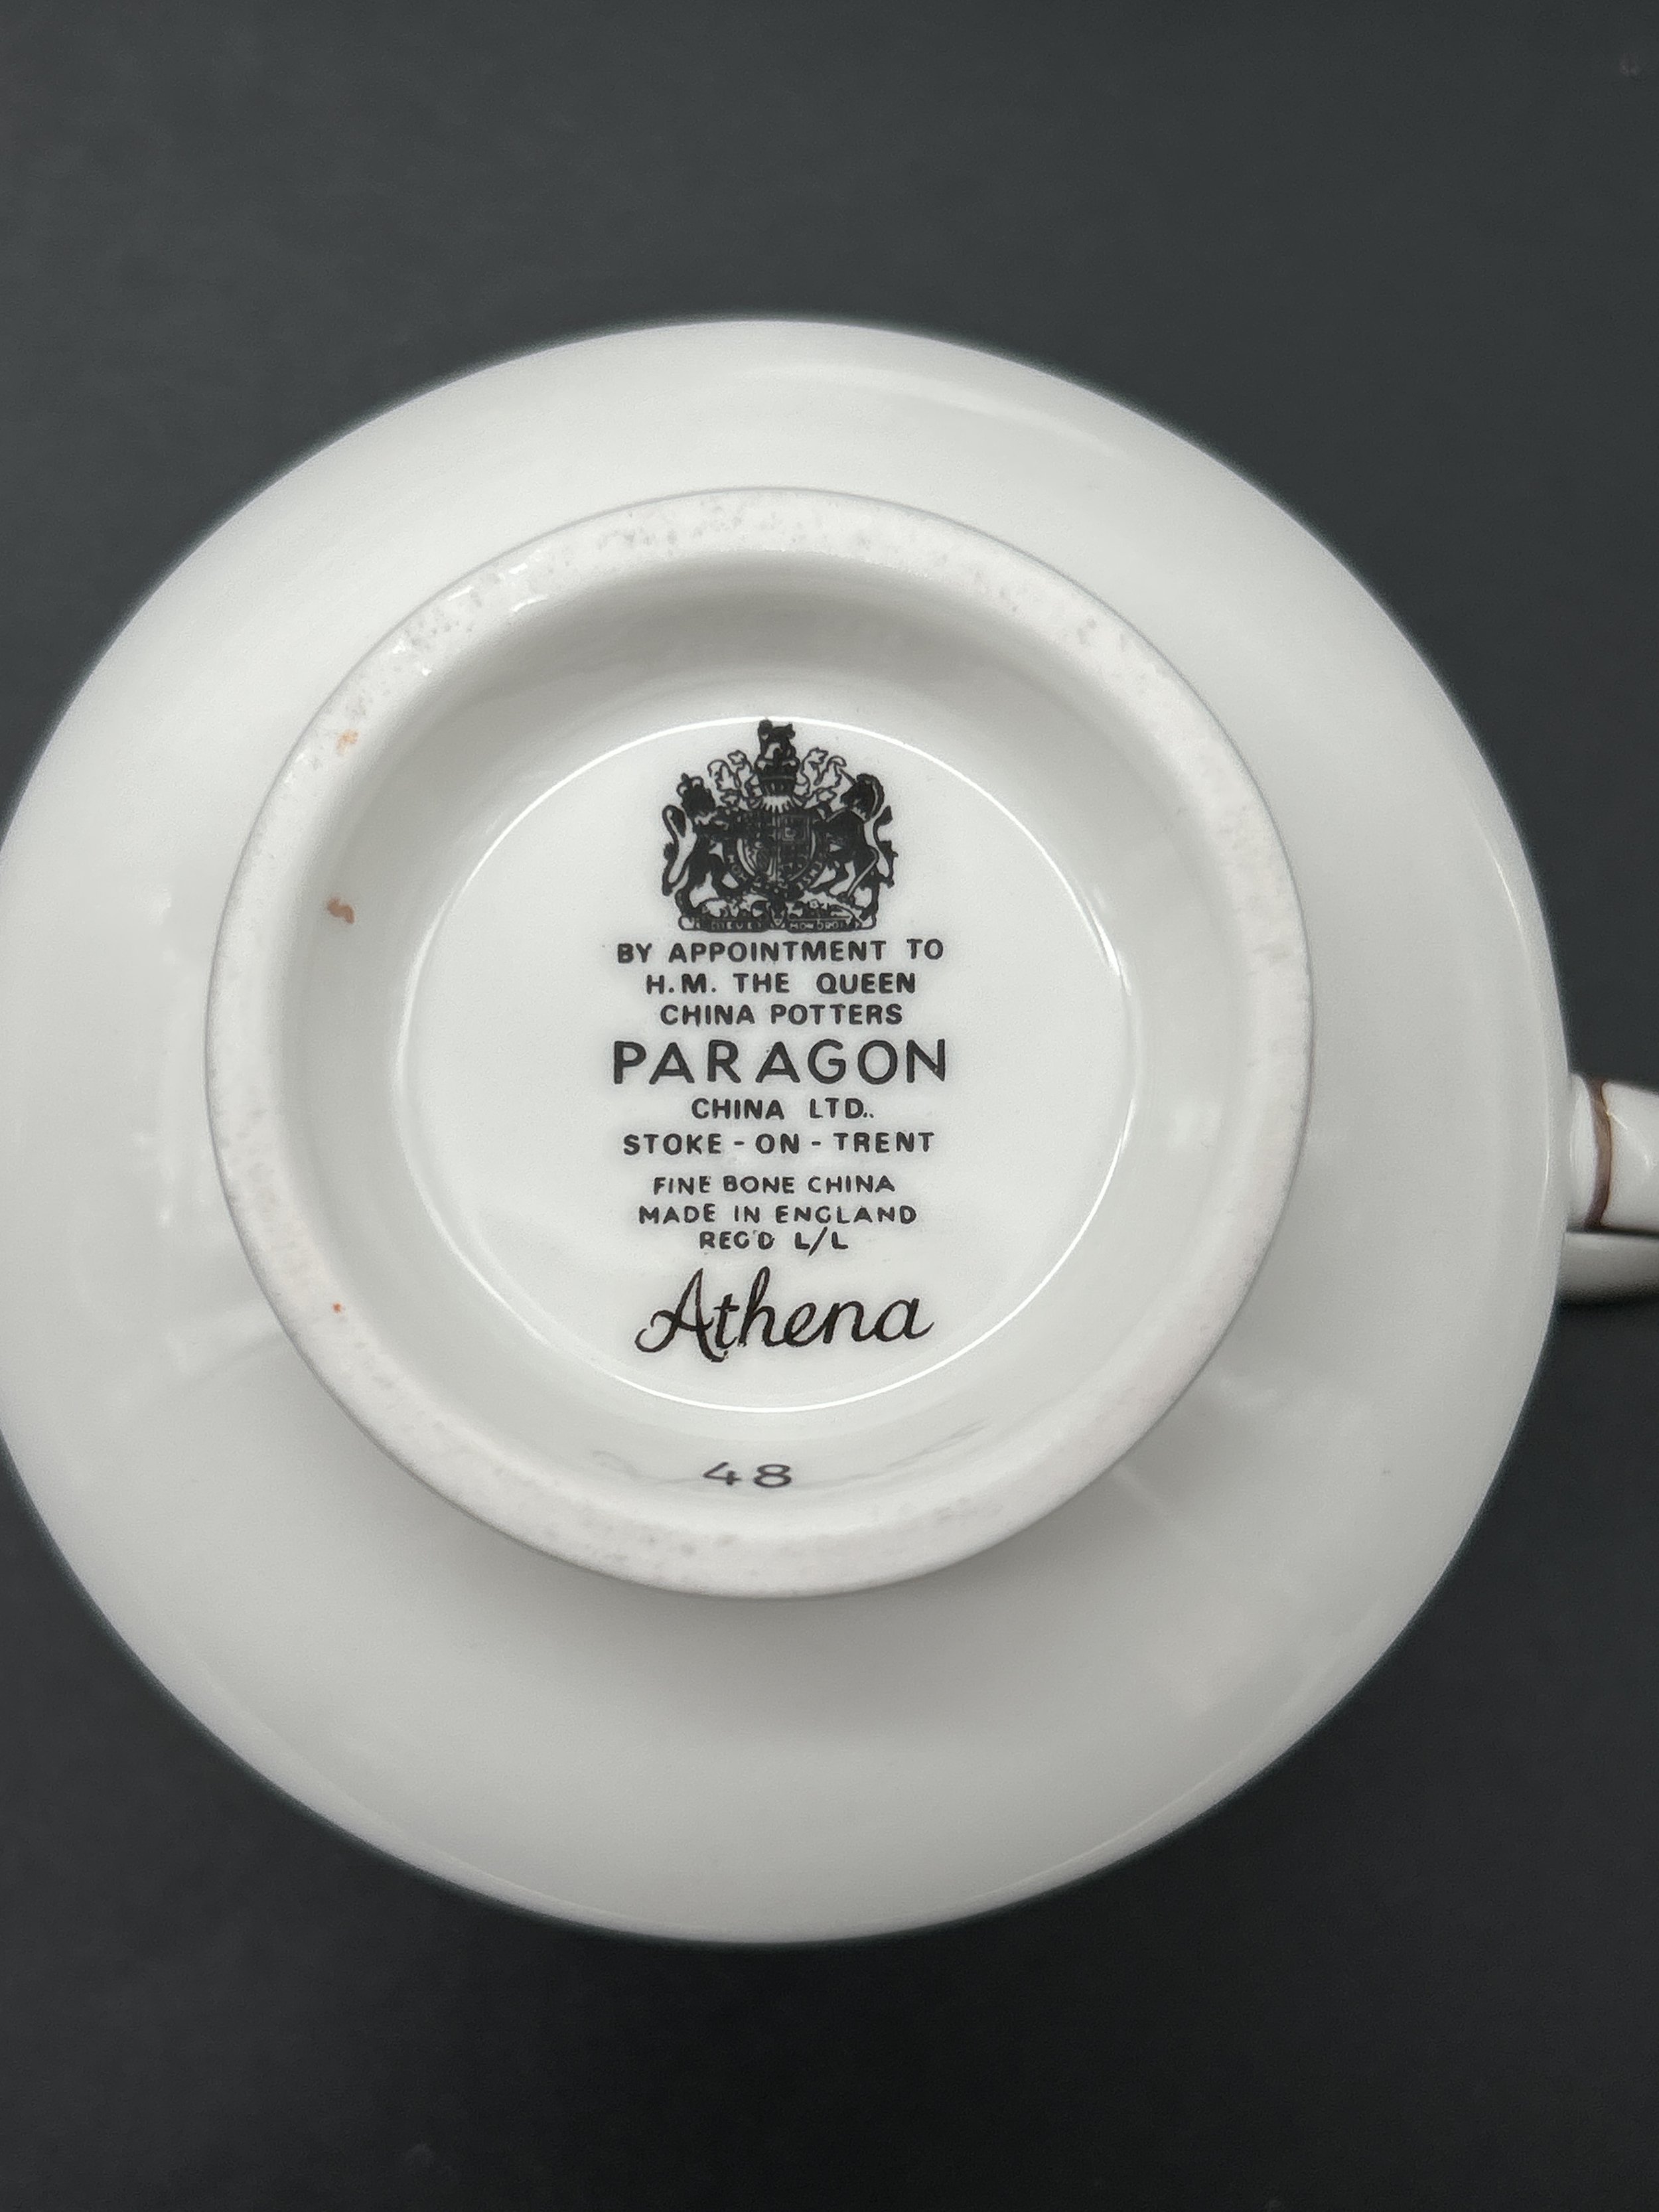 BY APPOINTMENT TO
H.M. THE QUEEN
CHINA POTTERS
PARAGON
CHINA LTD.
STOKE - ON - TRENT
FINE BONE CHINA
MADE IN ENGLAND
REG'D L/L
Athena
48